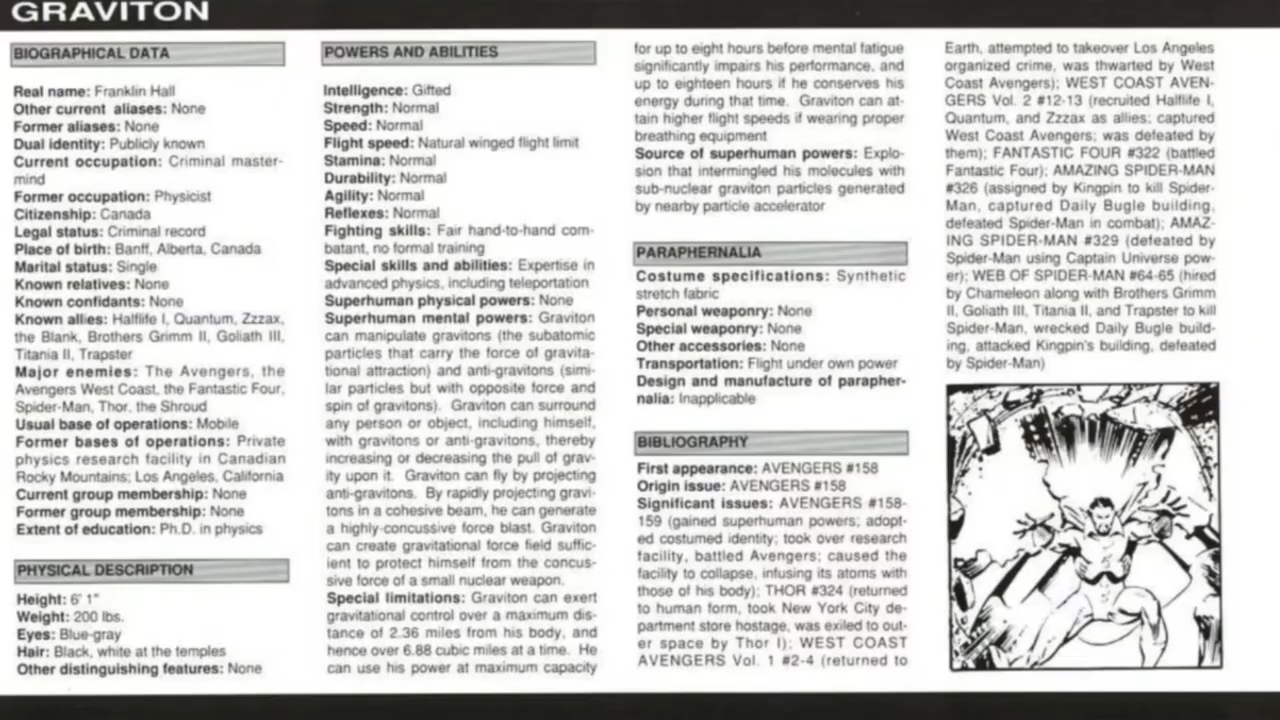 GRAVITON
BIOGRAPHICAL DATA
Real name: Franklin Hall
Other current aliases: None
Former aliases: None
Dual identity: Publicly known
Current occupation: Criminal master-
mind
Former occupation: Physicist
Citizenship: Canada
Legal status: Criminal record
Place of birth: Banff, Alberta, Canada
Marital status: Single
Known relatives: None
Known confidants: None
Known allies: Halflife I, Quantum, Zzzax,
the Blank, Brothers Grimm II, Goliath III,
Titania II, Trapster
Major enemies: The Avengers, the
Avengers West Coast, the Fantastic Four,
Spider-Man, Thor, the Shroud
Usual base of operations: Mobile
Former bases of operations: Private
physics research facility in Canadian
Rocky Mountains; Los Angeles, California
Current group membership: None
Former group membership: None
Extent of education: Ph.D. in physics
PHYSICAL DESCRIPTION
Height: 6' 1"
Weight: 200 lbs.
Eyes: Blue-gray
Hair: Black, white at the temples
Other distinguishing features: None
POWERS AND ABILITIES
Intelligence: Gifted
Strength: Normal
Speed: Normal
Flight speed: Natural winged flight limit
Stamina: Normal
Durability: Normal
Agility: Normal
Reflexes: Normal
Fighting skills: Fair hand-to-hand com-
batant, no formal training
Special skills and abilities: Expertise in
advanced physics, including teleportation
Superhuman physical powers: None
Superhuman mental powers: Graviton
can manipulate gravitons (the subatomic
particles that carry the force of gravita-
tional attraction) and anti-gravitons (simi-
lar particles but with opposite force and
spin of gravitons). Graviton can surround
any person or object, including himself,
with gravitons or anti-gravitons, thereby
increasing or decreasing the pull of grav-
ity upon it. Graviton can fly by projecting
anti-gravitons. By rapidly projecting gravi-
tons in a cohesive beam, he can generate
a highly-concussive force blast. Graviton
can create gravitational force field suffic-
ient to protect himself from the concus-
sive force of a small nuclear weapon.
Special limitations: Graviton can exert
gravitational control over a maximum dis-
tance of 2.36 miles from his body, and
hence over 6.88 cubic miles at a time. He
can use his power at maximum capacity
for up to eight hours before mental fatigue
significantly impairs his performance, and
up to eighteen hours if he conserves his
energy during that time. Graviton can at-
tain higher flight speeds if wearing proper
breathing equipment
Source of superhuman powers: Explo-
sion that intermingled his molecules with
sub-nuclear graviton particles generated
by nearby particle accelerator
PARAPHERNALIA
Costume specifications: Synthetic
stretch fabric
Personal weaponry: None
Special weaponry: None
Other accessories: None
Transportation: Flight under own power
Design and manufacture of parapher-
nalia: Inapplicable
BIBLIOGRAPHY
First appearance: AVENGERS #158
Origin issue: AVENGERS #158
Significant issues: AVENGERS #158-
159 (gained superhuman powers; adopt-
ed costumed identity; took over research
facility, battled Avengers; caused the
facility to collapse, infusing its atoms with
those of his body); THOR #324 (returned
to human form, took New York City de-
partment store hostage, was exiled to out-
er space by Thor I); WEST COAST
AVENGERS Vol. 1 #2-4 (returned to
Earth, attempted to takeover Los Angeles
organized crime, was thwarted by West
Coast Avengers); WEST COAST AVEN-
GERS Vol. 2 #12-13 (recruited Halflife I,
Quantum, and Zzzax as allies; captured
West Coast Avengers; was defeated by
them); FANTASTIC FOUR #322 (battled
Fantastic Four); AMAZING SPIDER-MAN
#326 (assigned by Kingpin to kill Spider-
Man, captured Daily Bugle building,
defeated Spider-Man in combat); AMAZ-
ING SPIDER-MAN #329 (defeated by
Spider-Man using Captain Universe pow-
er); WEB OF SPIDER-MAN #64-65 (hired
by Chameleon along with Brothers Grimm
II, Goliath III, Titania II, and Trapster to kill
Spider-Man, wrecked Daily Bugle build-
ing, attacked Kingpin's building, defeated
by Spider-Man)